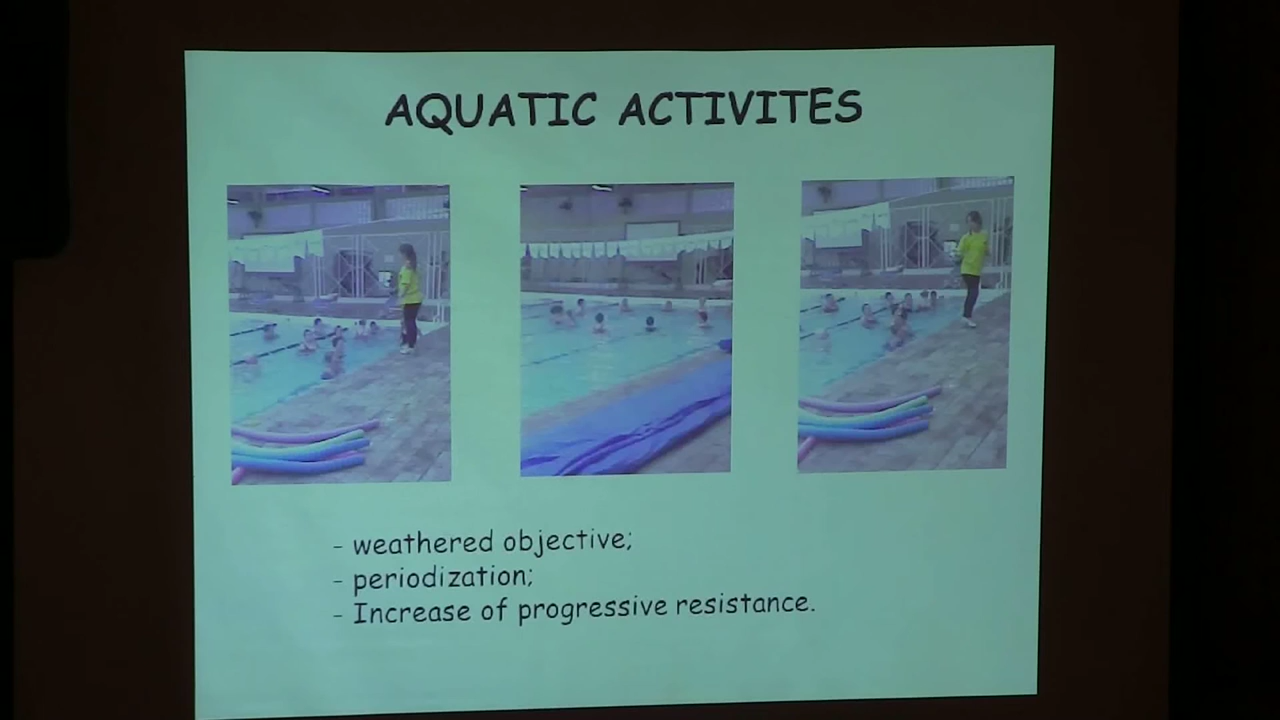 AQUATIC ACTIVITES
- weathered objective;
- periodization;
- Increase of progressive resistance.